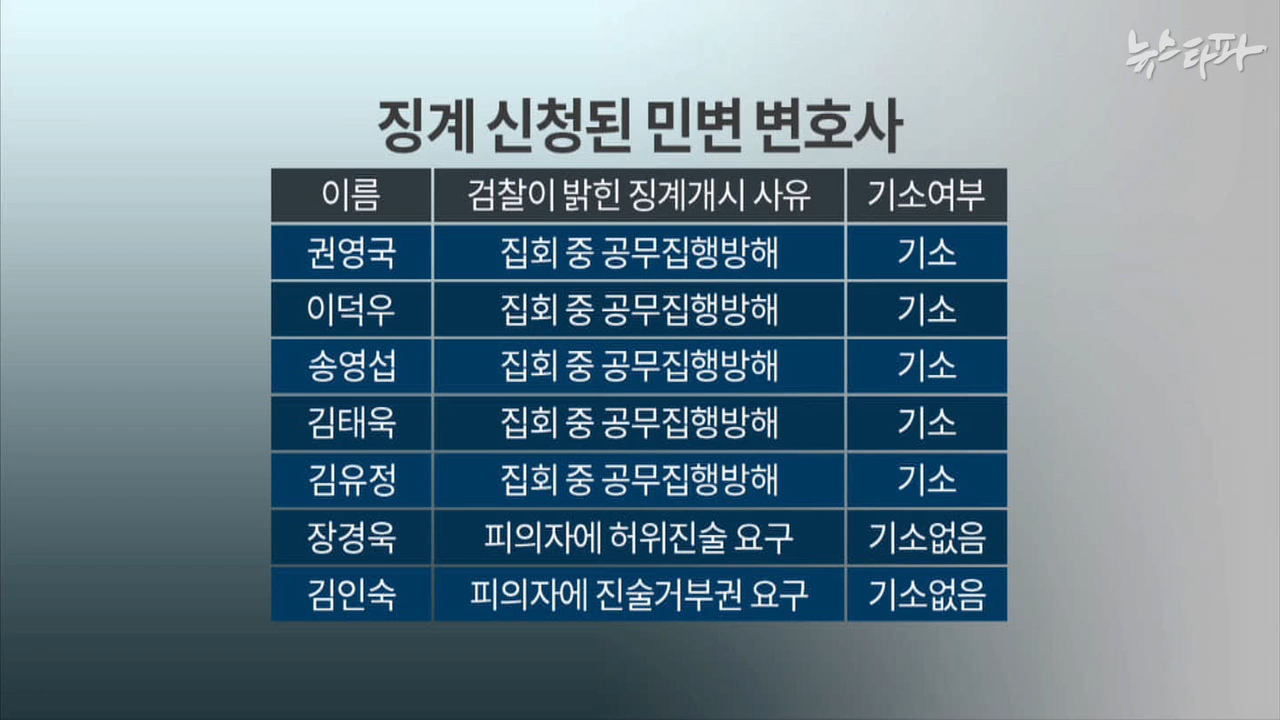 뉴스타파
징계 신청된 민변 변호사
이름 검찰이 밝힌 징계개시 사유 기소여부
권영국 집회 중 공무집행방해 기소
이덕우 집회 중 공무집행방해 기소
송영섭 집회 중 공무집행방해 기소
김태욱 집회 중 공무집행방해 기소
김유정 집회 중 공무집행방해 기소
장경욱 피의자에 허위진술 요구 기소없음
김인숙 피의자에 진술거부권 요구 기소없음